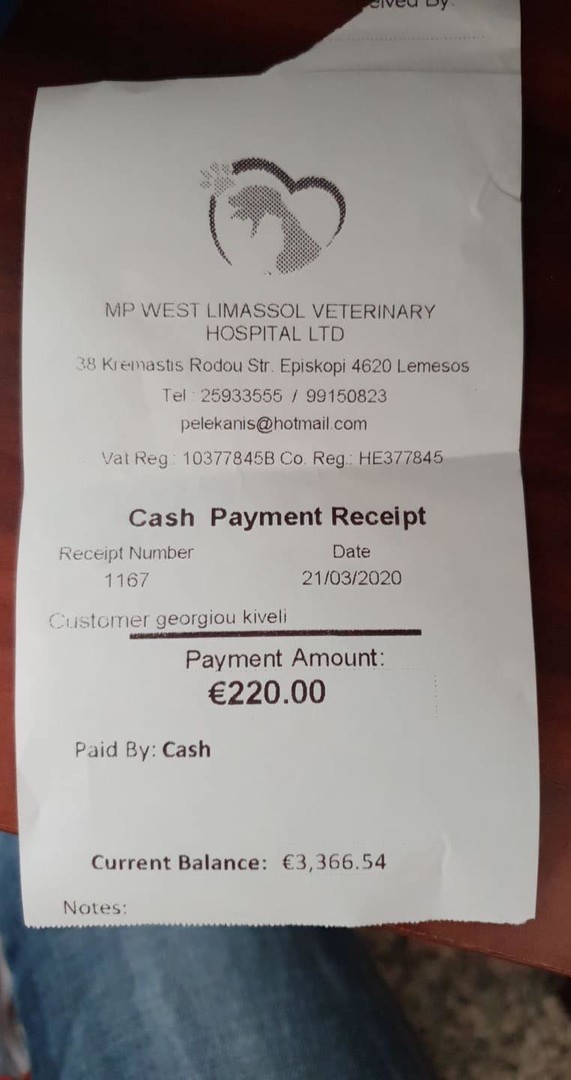 eived By:
MP WEST LIMASSOL VETERINARY
HOSPITAL LTD
38 Kremastis Rodou Str. Episkopi 4620 Lemesos
Tel : 25933555 / 99150823
pelekanis@hotmail.com
Vat Reg : 10377845B Co. Reg.: HE377845
Cash Payment Receipt
Receipt Number Date
1167 21/03/2020
Customer georgiou kiveli
Payment Amount:
€220.00
Paid By: Cash
Current Balance: €3,366.54
Notes: